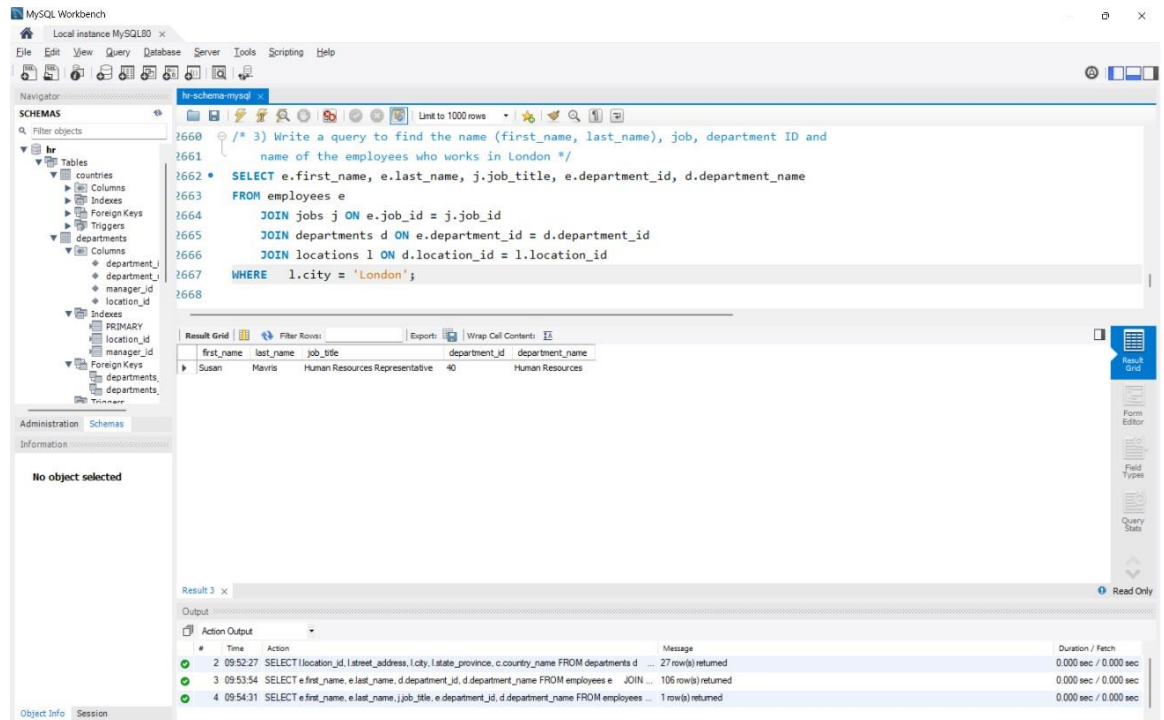 MySQL Workbench
Local instance MySQL80 ×
File Edit View Query Database Server Tools Scripting Help
Navigator
hr-schema-mysql ×
SCHEMAS
Limit to 1000 rows
Filter objects
hr
Tables
countries
Columns
Indexes
Foreign Keys
Triggers
departments
Columns
department_i
department_
manager_id
location_id
Indexes
PRIMARY
location_id
manager_id
Foreign Keys
departments_
departments_
Triggers
Administration Schemas
Information
No object selected
Object Info Session
2660 /* 3) Write a query to find the name (first_name, last_name), job, department ID and
2661 name of the employees who works in London */
2662 SELECT e.first_name, e.last_name, j.job_title, e.department_id, d.department_name
2663 FROM employees e
2664 JOIN jobs j ON e.job_id = j.job_id
2665 JOIN departments d ON e.department_id = d.department_id
2666 JOIN locations l ON d.location_id = l.location_id
2667 WHERE l.city = 'London';
2668
Result Grid Filter Rows: Export: Wrap Cell Content:
first_name last_name job_title department_id department_name
Susan Mavris Human Resources Representative 40 Human Resources
Result Grid
Form Editor
Field Types
Query Stats
Result 3 × Read Only
Output
Action Output
# Time Action Message Duration / Fetch
2 09:52:27 SELECT l.location_id, l.street_address, l.city, l.state_province, c.country_name FROM departments d ... 27 row(s) returned 0.000 sec / 0.000 sec
3 09:53:54 SELECT e.first_name, e.last_name, d.department_id, d.department_name FROM employees e JOIN ... 106 row(s) returned 0.000 sec / 0.000 sec
4 09:54:31 SELECT e.first_name, e.last_name, j.job_title, e.department_id, d.department_name FROM employees ... 1 row(s) returned 0.000 sec / 0.000 sec